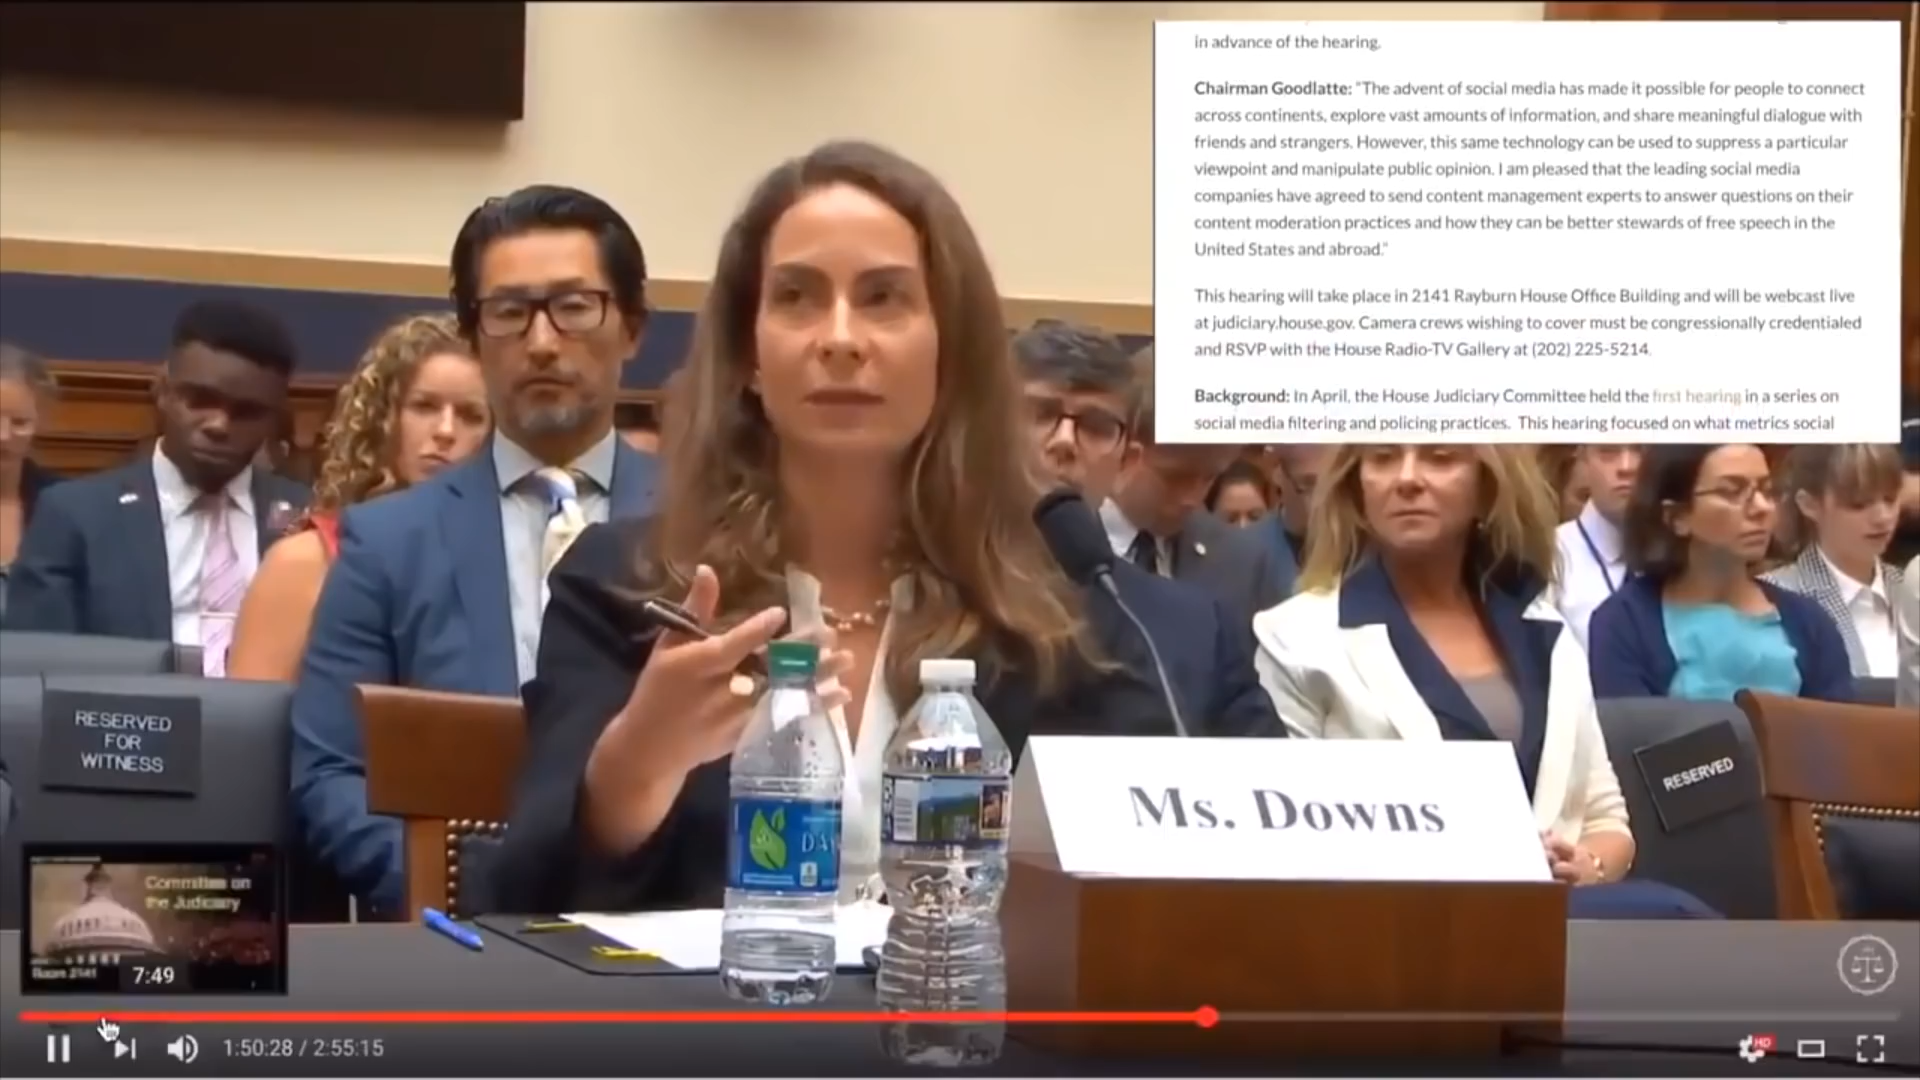 in advance of the hearing.
Chairman Goodlatte: "The advent of social media has made it possible for people to connect
across continents, explore vast amounts of information, and share meaningful dialogue with
friends and strangers. However, this same technology can be used to suppress a particular
viewpoint and manipulate public opinion. I am pleased that the leading social media
companies have agreed to send content management experts to answer questions on their
content moderation practices and how they can be better stewards of free speech in the
United States and abroad."
This hearing will take place in 2141 Rayburn House Office Building and will be webcast live
at judiciary.house.gov. Camera crews wishing to cover must be congressionally credentialed
and RSVP with the House Radio-TV Gallery at (202) 225-5214.
Background: In April, the House Judiciary Committee held the first hearing in a series on
social media filtering and policing practices. This hearing focused on what metrics social
RESERVED
FOR
WITNESS
RESERVED
Ms. Downs
DAY
Committee on
the Judiciary
Room 2141
7:49
1:50:28 / 2:55:15
HD